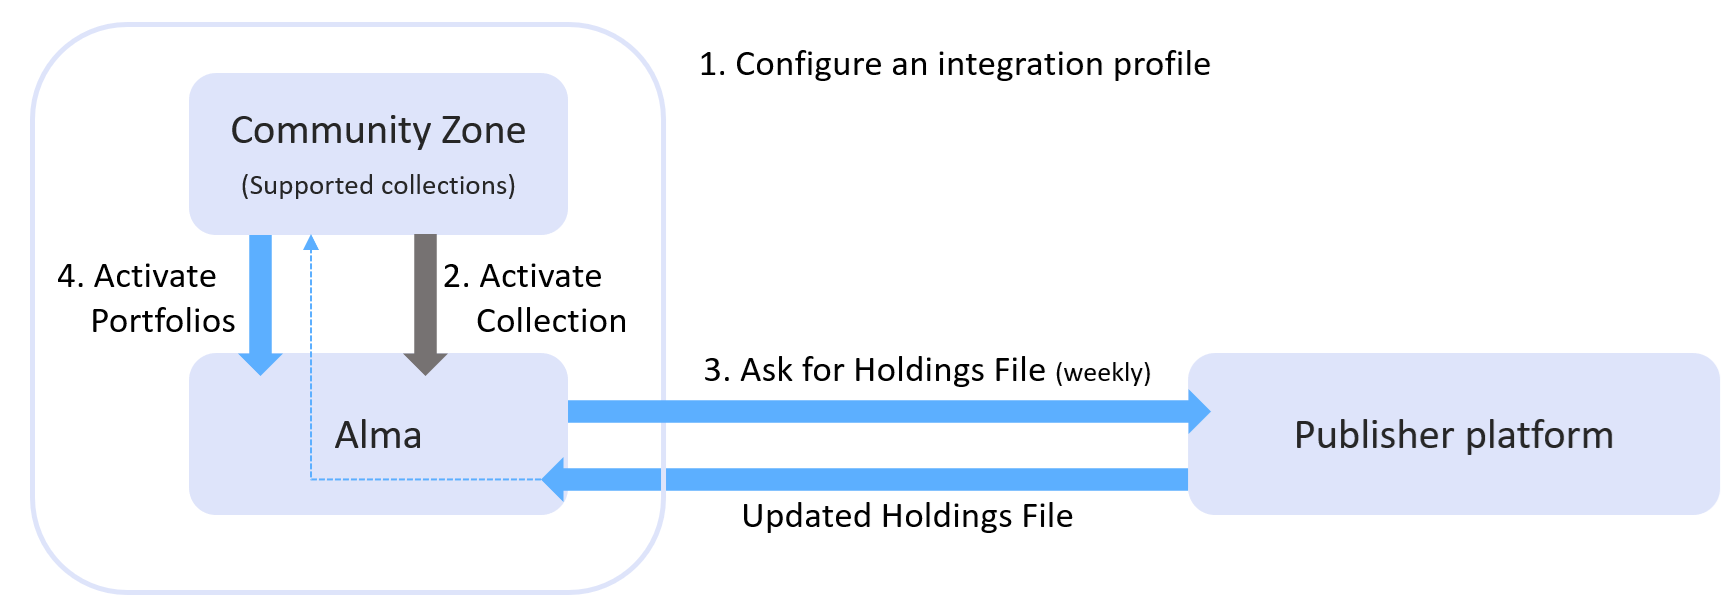 1. Configure an integration profile
Community Zone
(Supported collections)
4. Activate
Portfolios
2. Activate
Collection
3. Ask for Holdings File (weekly)
Alma
Publisher platform
Updated Holdings File